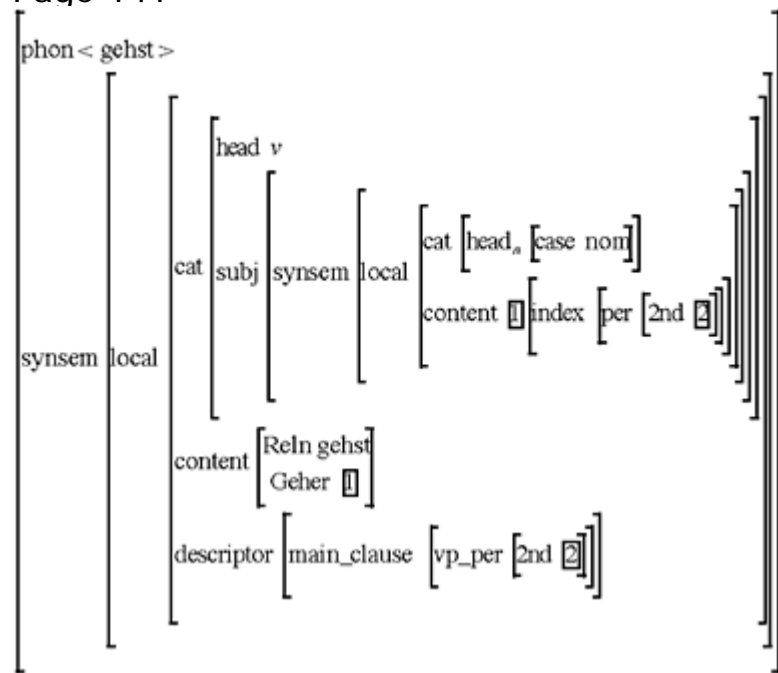 phon < gehst >
head v
cat [head n [case nom]]
cat subj synsem local
content 1 [index [per [2nd 2]]]
synsem local
content [Reln gehst
Geher 1]
descriptor [main_clause [vp_per [2nd 2]]]